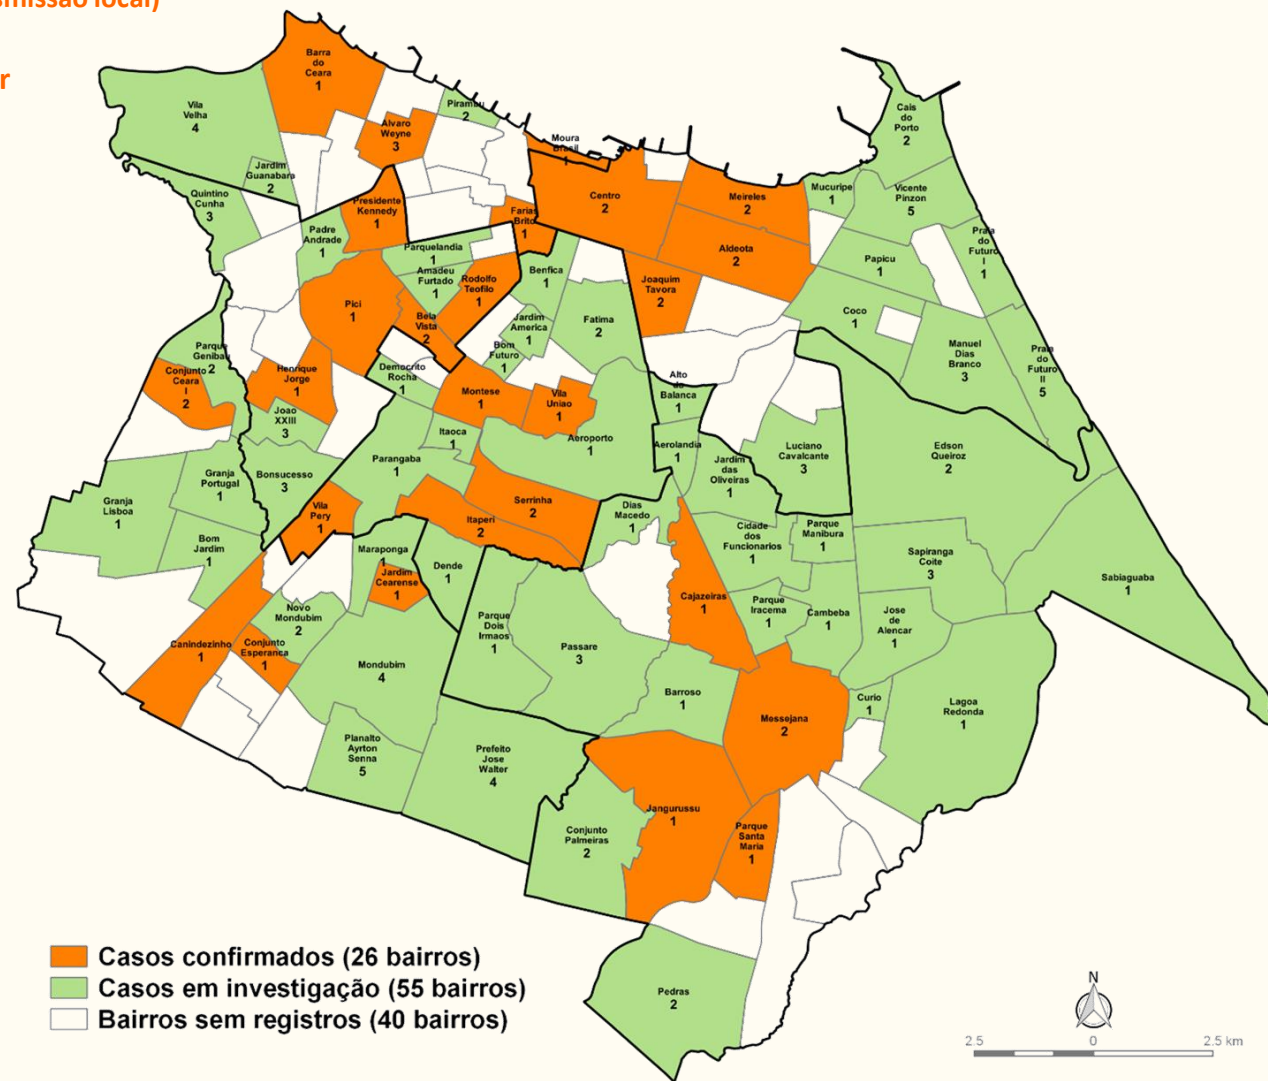 smissão local)
r
Barra
do
Ceara
1
Vila
Velha
4
Alvaro
Weyne
3
Pirambu
2
Moura
Brasil
1
Cais
do
Porto
2
Jardim
Guanabara
2
Quintino
Cunha
3
Presidente
Kennedy
1
Farias
Brito
1
Centro
2
Meireles
2
Mucuripe
1
Vicente
Pinzon
5
Padre
Andrade
1
Parquelandia
1
Amadeu
Furtado
1
Rodolfo
Teofilo
1
Benfica
1
Aldeota
2
Papicu
1
Praia
do
Futuro
I
1
Joaquim
Tavora
2
Pici
1
Bela
Vista
2
Jardim
America
1
Fatima
2
Coco
1
Bom
Futuro
1
Parque
Genibau
2
Manuel
Dias
Branco
3
Praia
do
Futuro
II
5
Conjunto
Ceara
I
2
Henrique
Jorge
1
Democrito
Rocha
1
Montese
1
Vila
Uniao
1
Alto
da
Balanca
1
Joao
XXIII
3
Itaoca
1
Aeroporto
1
Aerolandia
1
Luciano
Cavalcante
3
Edson
Queiroz
2
Granja
Portugal
1
Bonsucesso
3
Parangaba
1
Jardim
das
Oliveiras
1
Granja
Lisboa
1
Vila
Pery
1
Serrinha
2
Itaperi
2
Dias
Macedo
1
Cidade
dos
Funcionarios
1
Parque
Manibura
1
Bom
Jardim
1
Maraponga
1
Jardim
Cearense
1
Dende
1
Sapiranga
Coite
3
Sabiaguaba
1
Novo
Mondubim
2
Cajazeiras
1
Parque
Iracema
1
Cambeba
1
Jose
de
Alencar
1
Parque
Dois
Irmaos
1
Passare
3
Canindezinho
1
Conjunto
Esperanca
1
Mondubim
4
Barroso
1
Messejana
2
Curio
1
Lagoa
Redonda
1
Planalto
Ayrton
Senna
5
Prefeito
Jose
Walter
4
Jangurussu
1
Parque
Santa
Maria
1
Conjunto
Palmeiras
2
Pedras
2
Casos confirmados (26 bairros)
Casos em investigação (55 bairros)
Bairros sem registros (40 bairros)
N
2.5 0 2.5 km